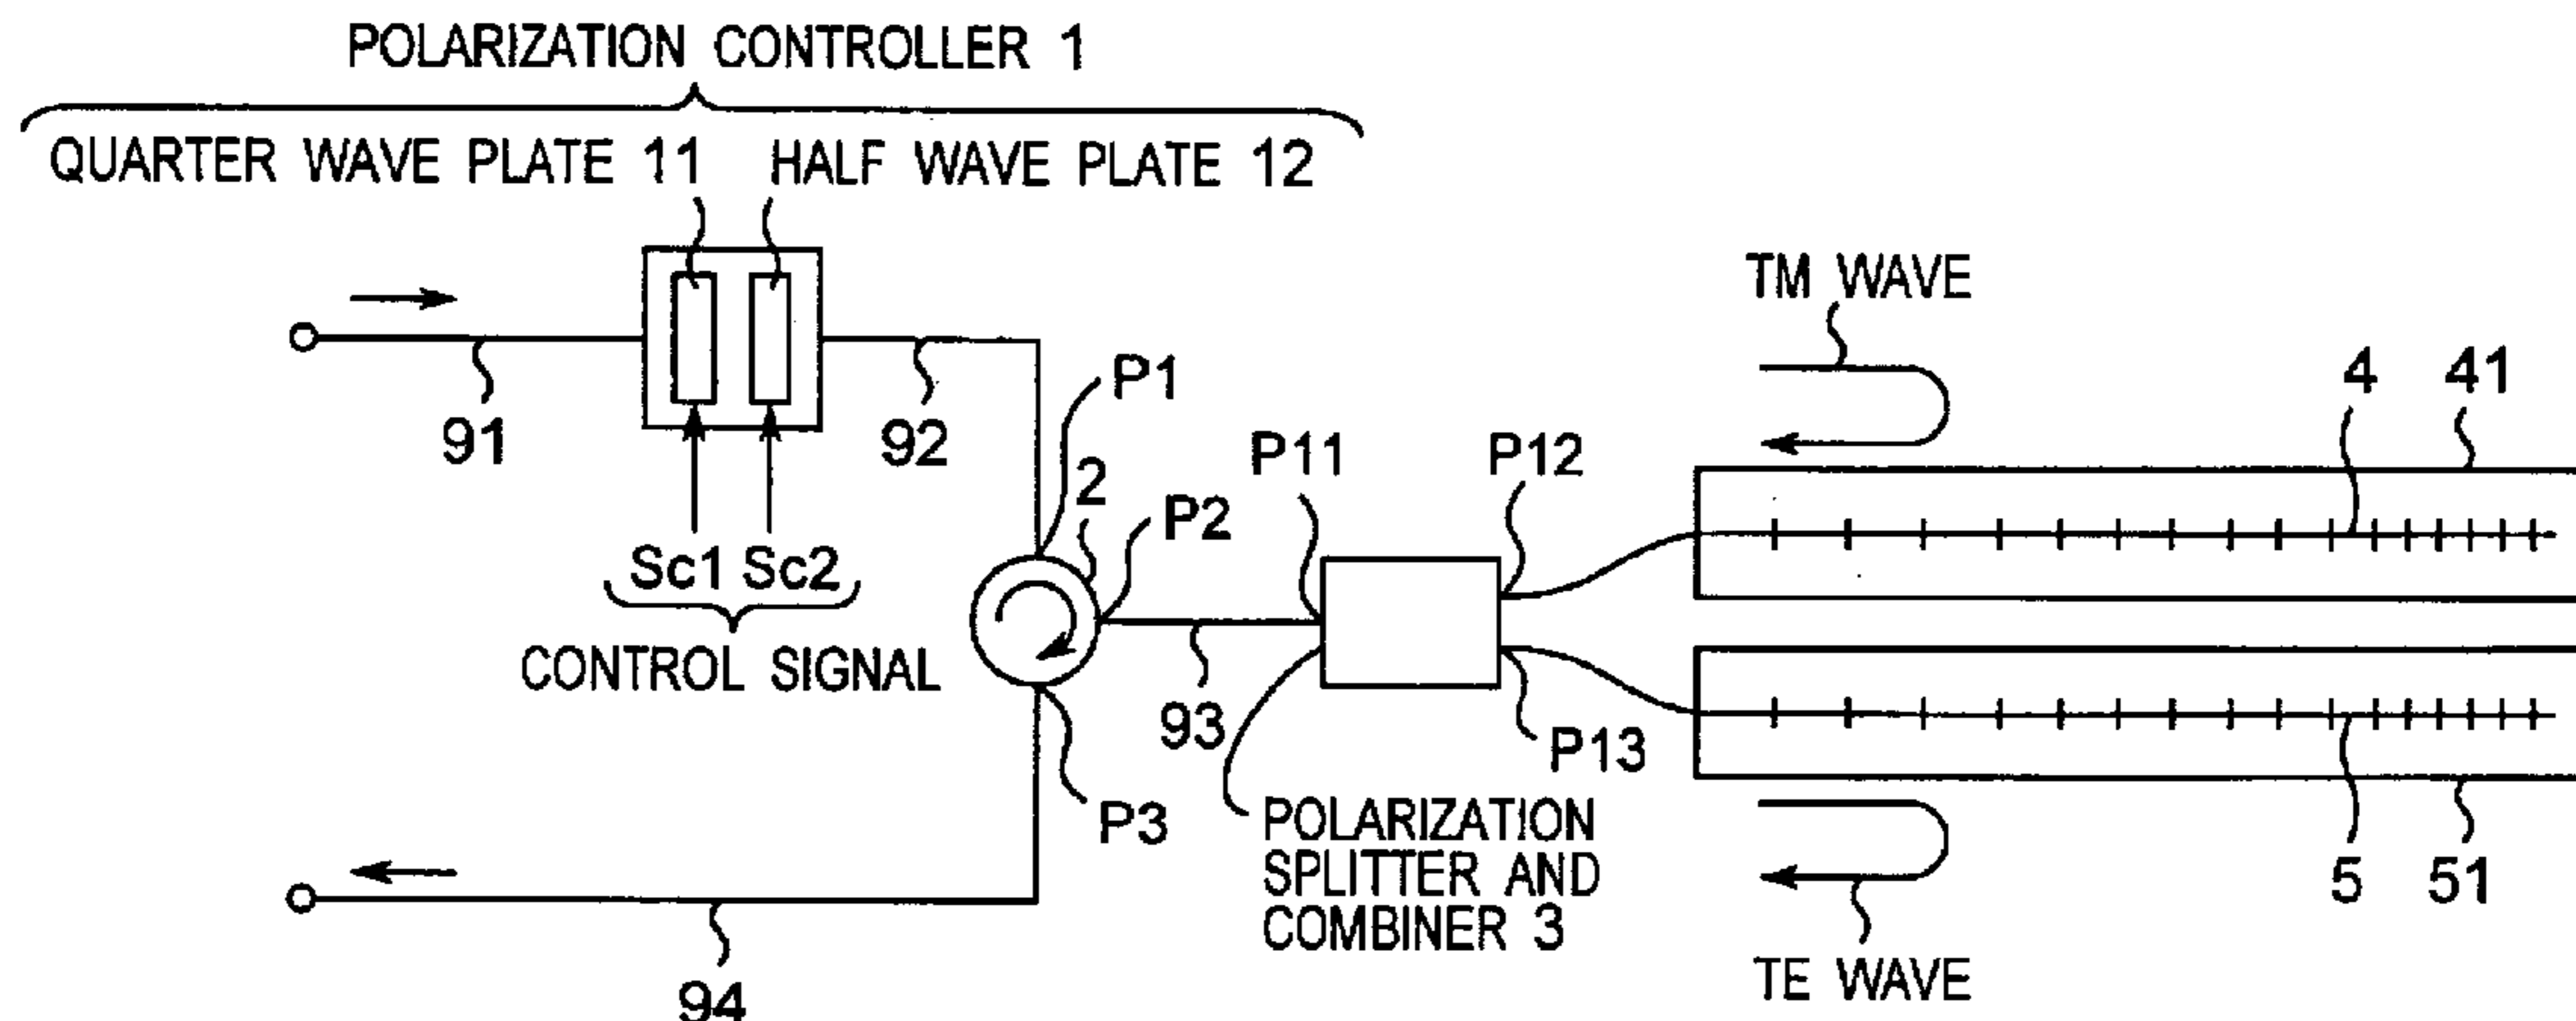 POLARIZATION CONTROLLER 1
QUARTER WAVE PLATE 11
HALF WAVE PLATE 12
91
92
Sc1 Sc2
CONTROL SIGNAL
P1
2
P2
P3
94
93
P11
P12
P13
POLARIZATION
SPLITTER AND
COMBINER 3
TM WAVE
4
41
5
51
TE WAVE